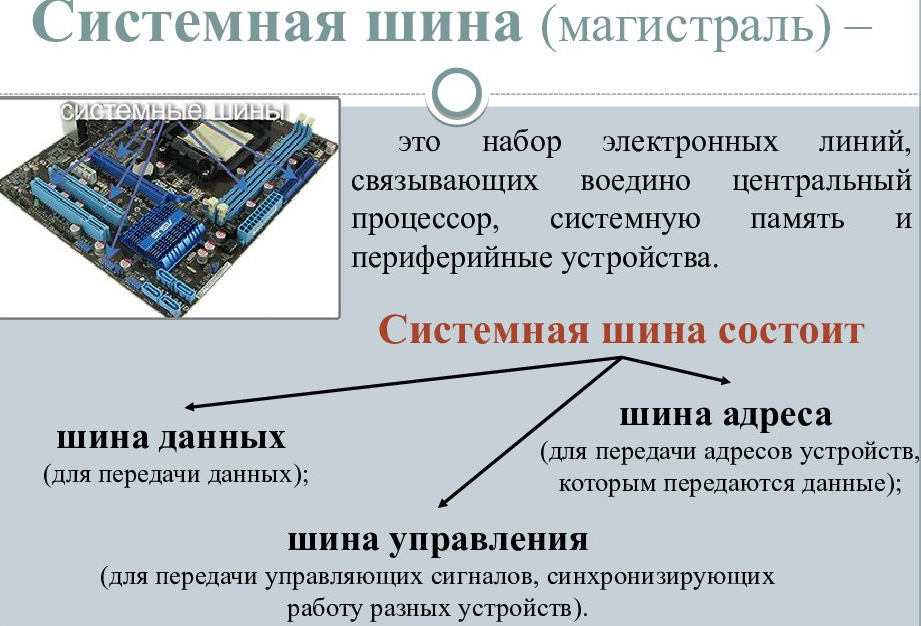 Системная шина (магистраль) –
системные шины
это набор электронных линий,
связывающих воедино центральный
процессор, системную память и
периферийные устройства.
Системная шина состоит
шина данных
(для передачи данных);
шина адреса
(для передачи адресов устройств,
которым передаются данные);
шина управления
(для передачи управляющих сигналов, синхронизирующих
работу разных устройств).